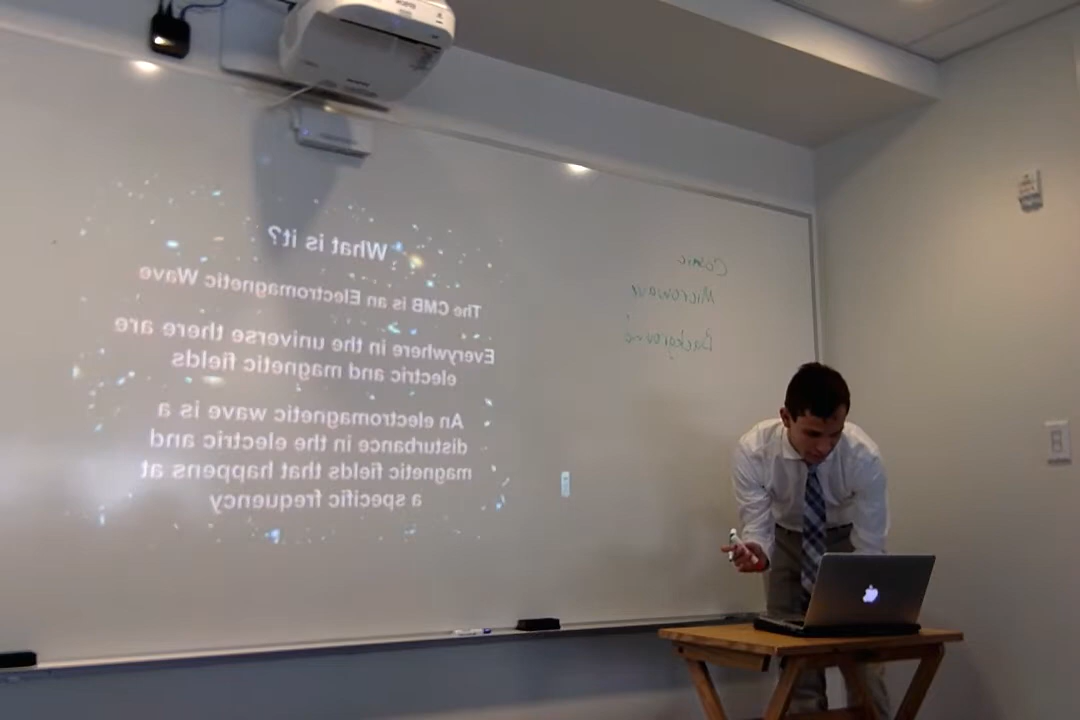 What is it?
The CMB is an Electromagnetic Wave
Everywhere in the universe there are
electric and magnetic fields
An electromagnetic wave is a
disturbance in the electric and
magnetic fields that happens at
a specific frequency
Cosmic
Microwave
Background